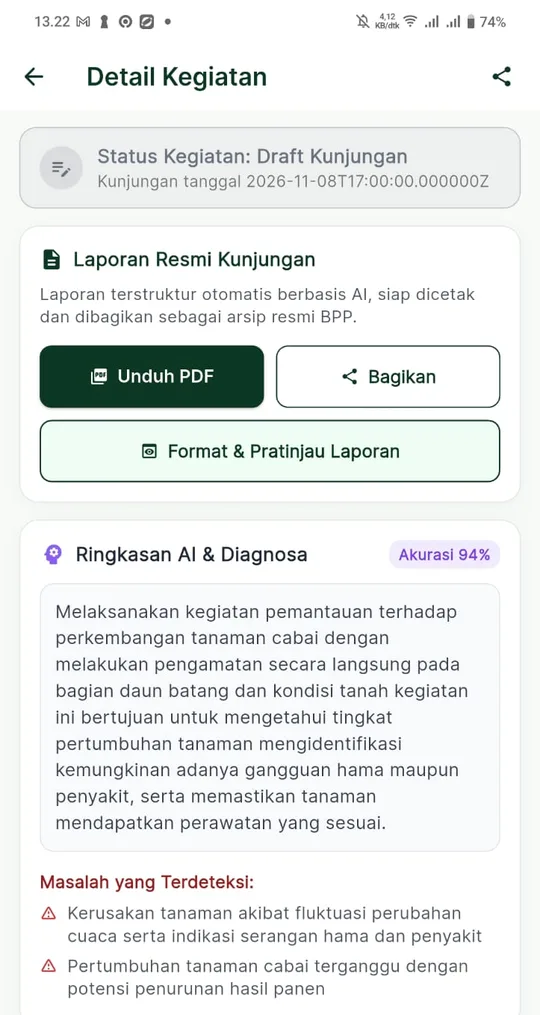 13.22
4,12
KB/dtk
74%
Detail Kegiatan
Status Kegiatan: Draft Kunjungan
Kunjungan tanggal 2026-11-08T17:00:00.000000Z
Laporan Resmi Kunjungan
Laporan terstruktur otomatis berbasis AI, siap dicetak
dan dibagikan sebagai arsip resmi BPP.
PDF
Unduh PDF
Bagikan
Format & Pratinjau Laporan
Ringkasan AI & Diagnosa
Akurasi 94%
Melaksanakan kegiatan pemantauan terhadap
perkembangan tanaman cabai dengan
melakukan pengamatan secara langsung pada
bagian daun batang dan kondisi tanah kegiatan
ini bertujuan untuk mengetahui tingkat
pertumbuhan tanaman mengidentifikasi
kemungkinan adanya gangguan hama maupun
penyakit, serta memastikan tanaman
mendapatkan perawatan yang sesuai.
Masalah yang Terdeteksi:
Kerusakan tanaman akibat fluktuasi perubahan
cuaca serta indikasi serangan hama dan penyakit
Pertumbuhan tanaman cabai terganggu dengan
potensi penurunan hasil panen